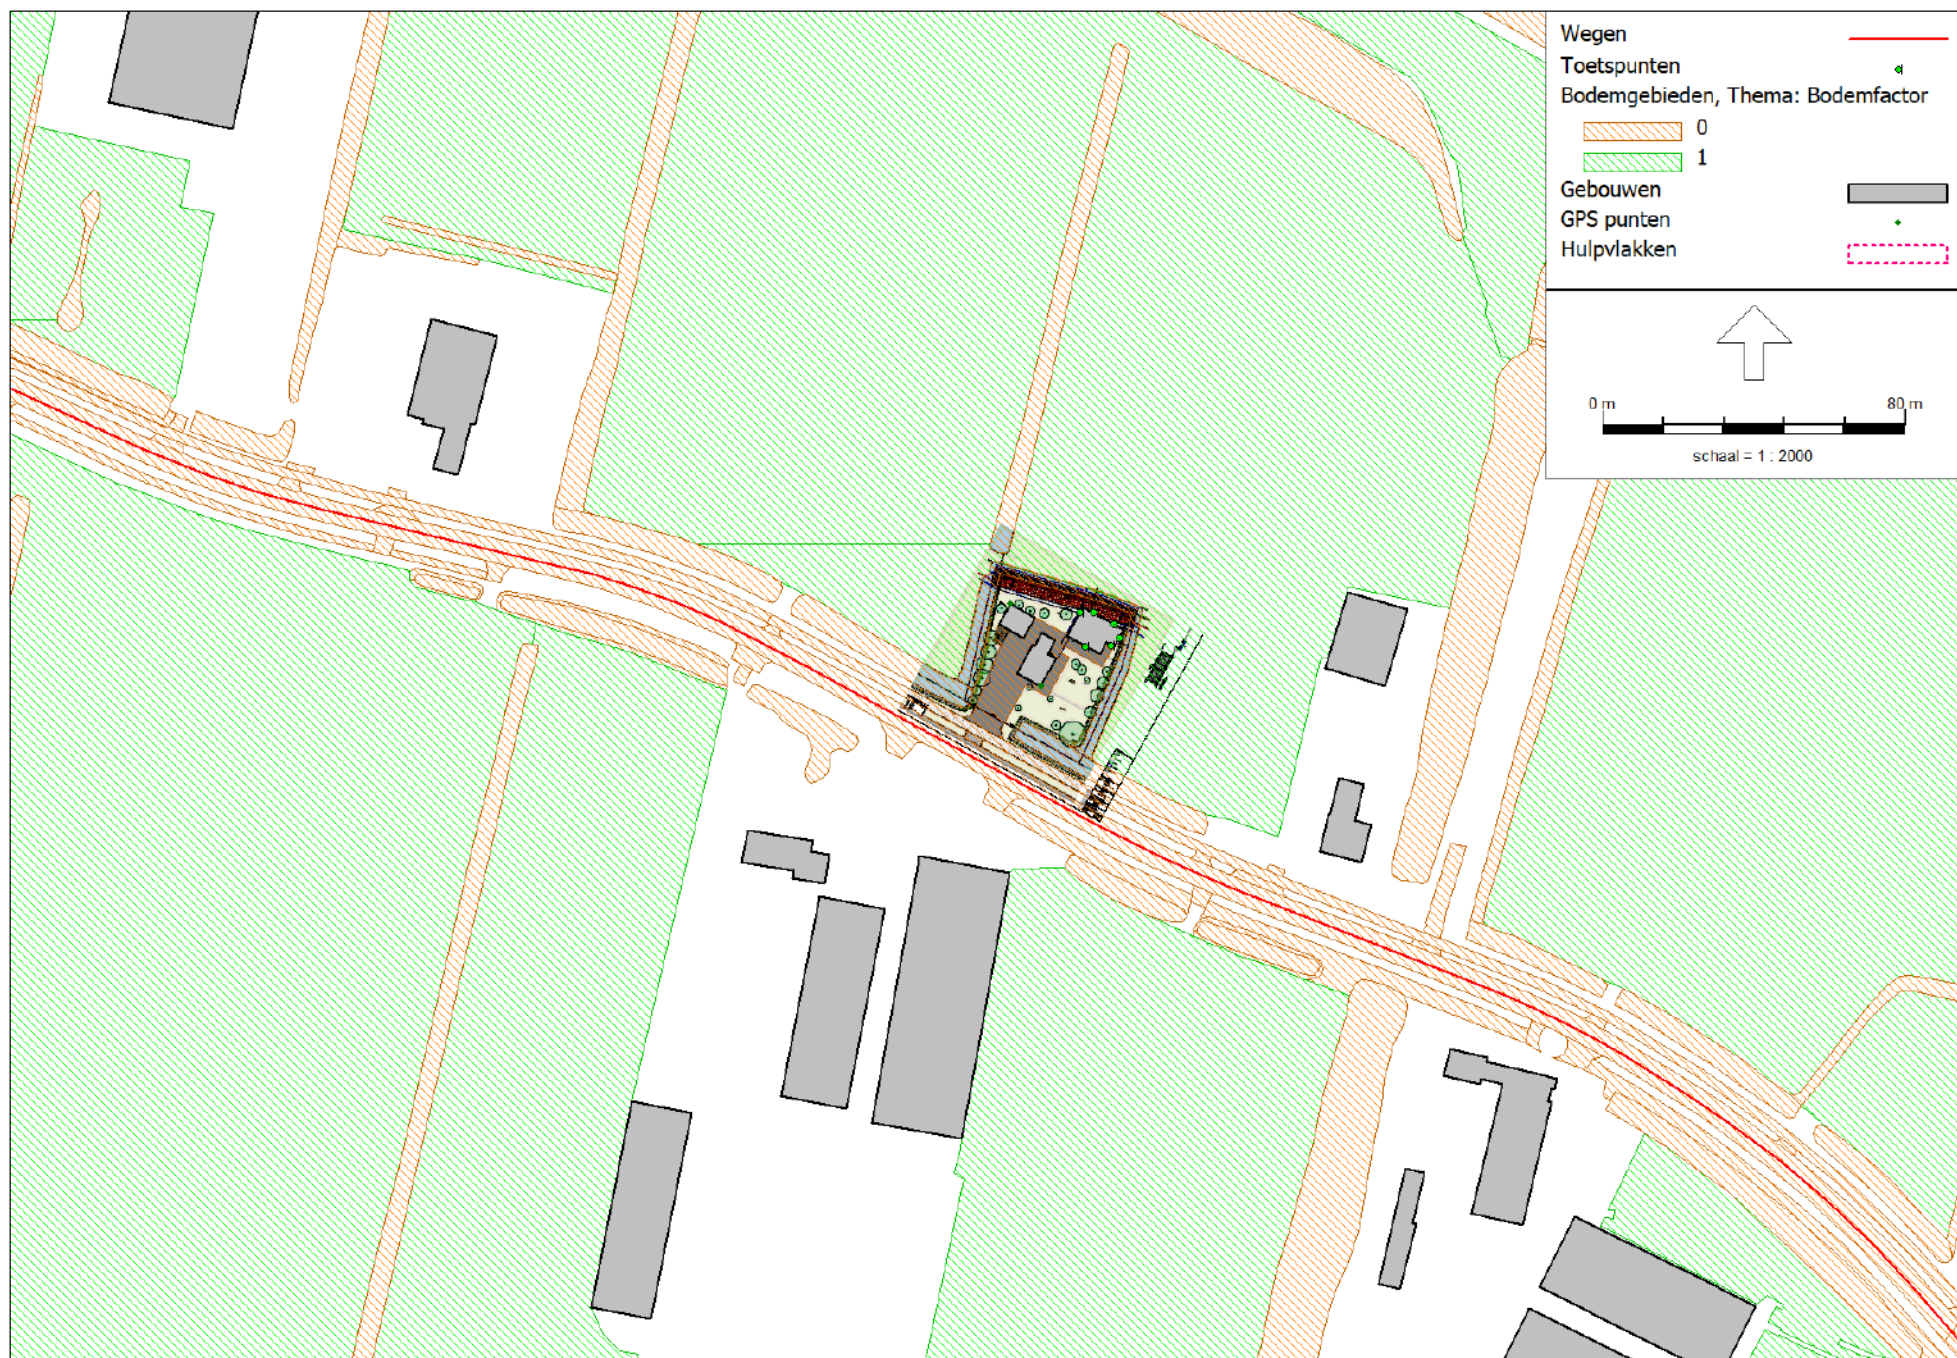 Wegen
Toetspunten
Bodemgebieden, Thema: Bodemfactor
0
1
Gebouwen
GPS punten
Hulpvlakken
0 m 80 m
schaal = 1 : 2000